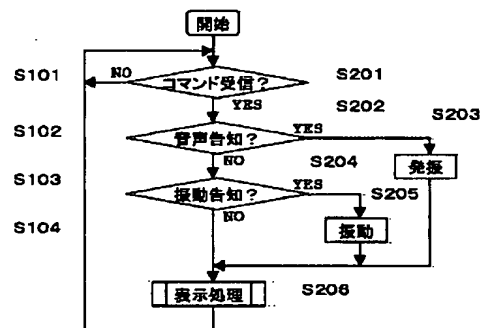 開始
S101
NO
コマンド受信？
S201
YES
S202
S203
S102
音声告知？
YES
NO
S204
発振
S103
振動告知？
YES
S205
NO
S104
振動
表示処理
S206